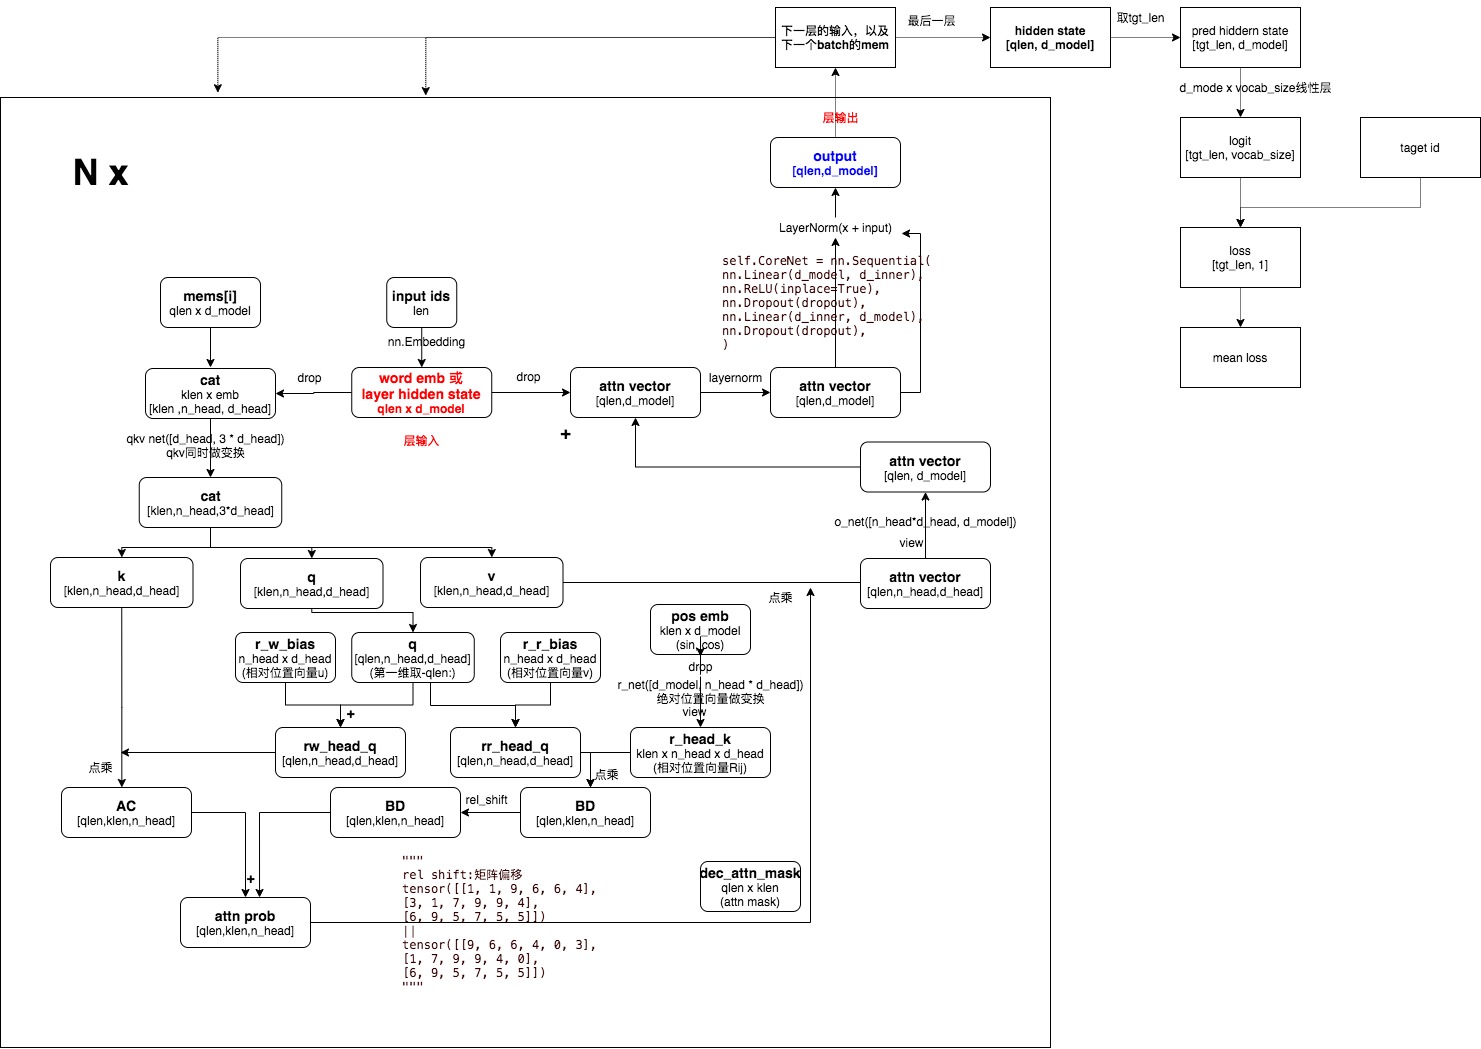 下一层的输入，以及
下一个batch的mem
最后一层
hidden state
[qlen, d_model]
取tgt_len
pred hiddern state
[tgt_len, d_model]
d_mode x vocab_size线性层
logit
[tgt_len, vocab_size]
taget id
loss
[tgt_len, 1]
mean loss
N x
层输出
output
[qlen,d_model]
LayerNorm(x + input)
self.CoreNet = nn.Sequential(
nn.Linear(d_model, d_inner),
nn.ReLU(inplace=True),
nn.Dropout(dropout),
nn.Linear(d_inner, d_model),
nn.Dropout(dropout),
)
mems[i]
qlen x d_model
input ids
len
nn.Embedding
cat
klen x emb
[klen ,n_head, d_head]
drop
word emb 或
layer hidden state
qlen x d_model
层输入
drop
attn vector
[qlen,d_model]
layernorm
attn vector
[qlen,d_model]
+
qkv net([d_head, 3 * d_head])
qkv同时做变换
cat
[klen,n_head,3*d_head]
attn vector
[qlen, d_model]
o_net([n_head*d_head, d_model])
view
k
[klen,n_head,d_head]
q
[klen,n_head,d_head]
v
[klen,n_head,d_head]
attn vector
[qlen,n_head,d_head]
点乘
r_w_bias
n_head x d_head
(相对位置向量u)
q
[qlen,n_head,d_head]
(第一维取-qlen:)
r_r_bias
n_head x d_head
(相对位置向量v)
pos emb
klen x d_model
(sin, cos)
drop
r_net([d_model, n_head * d_head])
绝对位置向量做变换
view
+
rw_head_q
[qlen,n_head,d_head]
rr_head_q
[qlen,n_head,d_head]
r_head_k
klen x n_head x d_head
(相对位置向量Rij)
点乘
点乘
AC
[qlen,klen,n_head]
BD
[qlen,klen,n_head]
rel_shift
BD
[qlen,klen,n_head]
+
attn prob
[qlen,klen,n_head]
"""
rel shift:矩阵偏移
tensor([[1, 1, 9, 6, 6, 4],
[3, 1, 7, 9, 9, 4],
[6, 9, 5, 7, 5, 5]])
||
tensor([[9, 6, 6, 4, 0, 3],
[1, 7, 9, 9, 4, 0],
[6, 9, 5, 7, 5, 5]])
"""
dec_attn_mask
qlen x klen
(attn mask)